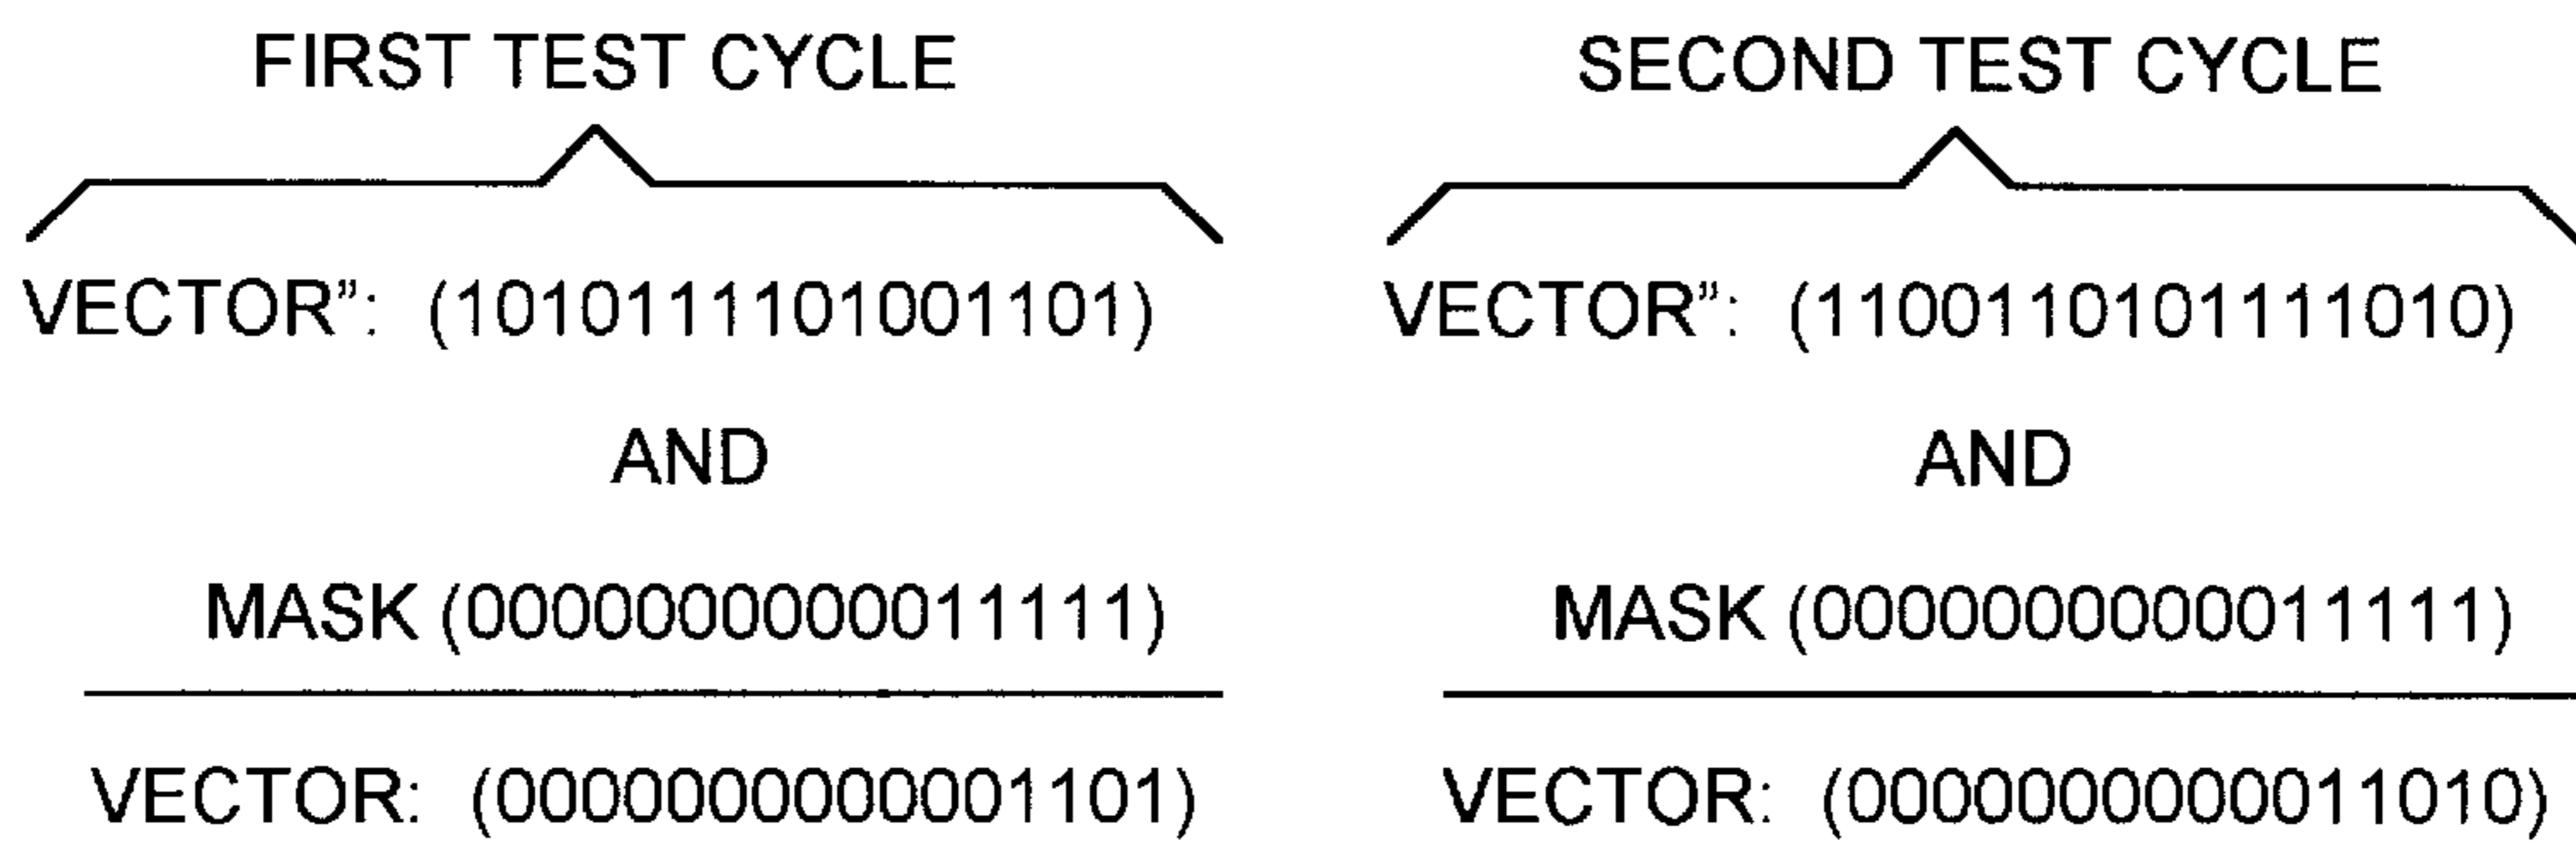 FIRST TEST CYCLE
VECTOR”: (1010111101001101)
AND
MASK (0000000000011111)
VECTOR: (0000000000001101)
SECOND TEST CYCLE
VECTOR”: (1100110101111010)
AND
MASK (0000000000011111)
VECTOR: (0000000000011010)